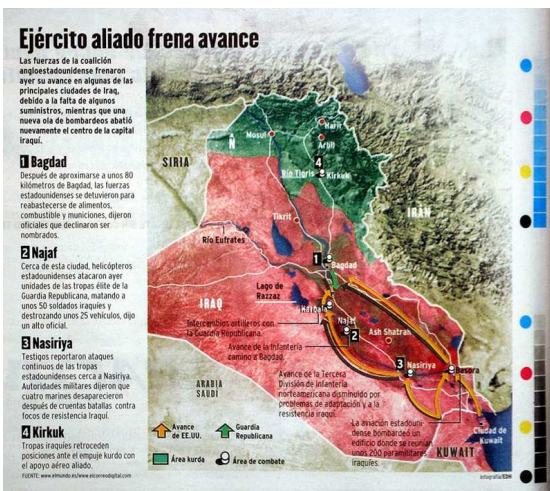 Ejército aliado frena avance
Las fuerzas de la coalición
angloestadounidense frenaron
ayer su avance en algunas de las
principales ciudades de Iraq,
debido a la falta de algunos
suministros, mientras que una
nueva ola de bombardeos abatió
nuevamente el centro de la capital
iraquí.
1 Bagdad
Después de aproximarse a unos 80
kilómetros de Bagdad, las fuerzas
estadounidenses se detuvieron para
reabastecerse de alimentos,
combustible y municiones, dijeron
oficiales que declinaron ser
nombrados.
2 Najaf
Cerca de esta ciudad, helicópteros
estadounidenses atacaron ayer
unidades de las tropas élite de la
Guardia Republicana, matando a
unos 50 soldados iraquíes y
destrozando unos 25 vehículos, dijo
un alto oficial.
3 Nasiriya
Testigos reportaron ataques
continues de las tropas
estadounidenses cerca a Nasiriya.
Autoridades militares dijeron que
cuatro marines desaparecieron
después de cruentas batallas contra
focos de resistencia Iraquí.
4 Kirkuk
Tropas iraquíes retroceden
posiciones ante el empuje kurdo con
el apoyo aéreo aliado.
FUENTE: www.elmundo.es/www.elcorreodigital.com
N
SIRIA
Mosul
Harir
Arbil
4
Río Tigris
Kirkuk
IRÁN
Tikrit
Río Eufrates
1
Bagdad
IRAQ
Lago de
Razzaz
Karbala
Intercambios artilleros con
la Guardia Republicana.
Najaf
2
Ash Shatrah
Avance de la Infantería
camino a Bagdad.
3
Nasiriya
Basora
ARABIA
SAUDI
Avance de la Tercera
División de Infantería
norteamericana disminuido por
problemas de adaptación y a la
resistencia iraquí.
La aviación estadouni-
dense bombardeó un
edificio donde se reunían
unos 200 paramilitares
iraquíes.
Ciudad de
Kuwait
KUWAIT
Avance
de EE.UU.
Guardia
Republicana
Área kurda
Área de combate
Infografía/EDH